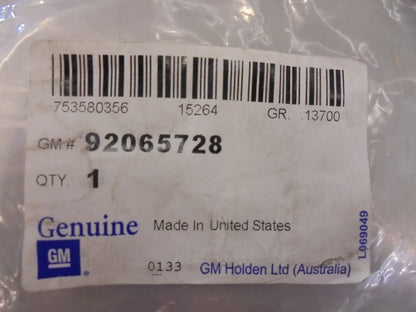 753580356 15264 GR. .13700
GM # 92065728
QTY. 1
Genuine Made In United States
GM
0133 GM Holden Ltd (Australia)
L069049